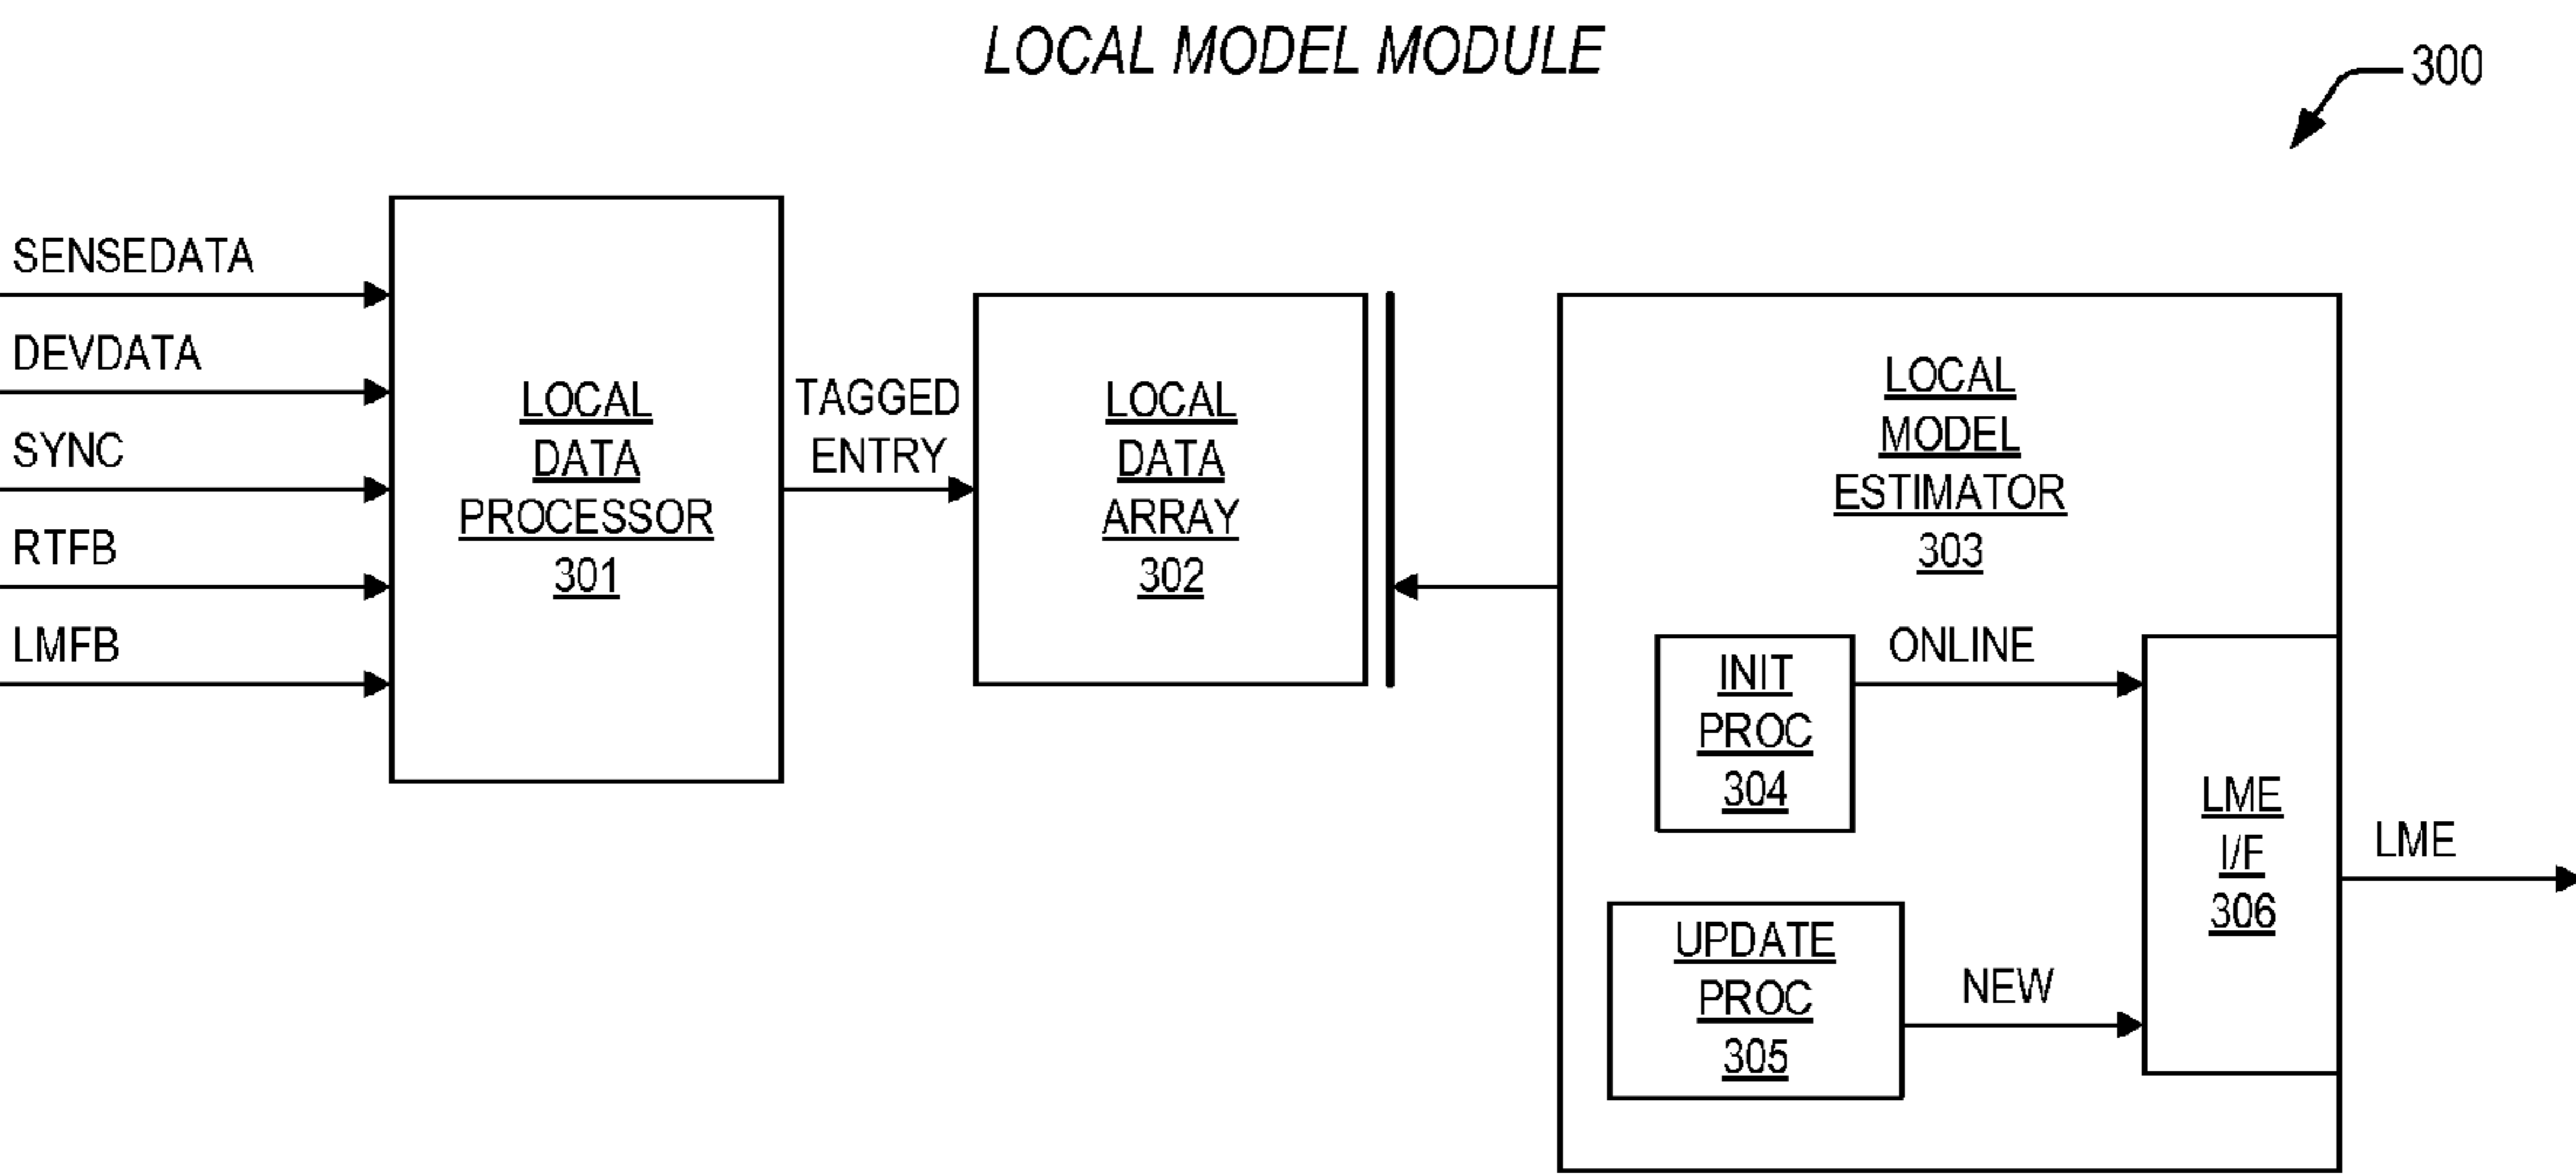 LOCAL MODEL MODULE
300
SENSEDATA
DEVDATA
SYNC
RTFB
LMFB
LOCAL
DATA
PROCESSOR
301
TAGGED
ENTRY
LOCAL
DATA
ARRAY
302
LOCAL
MODEL
ESTIMATOR
303
INIT
PROC
304
ONLINE
UPDATE
PROC
305
NEW
LME
I/F
306
LME